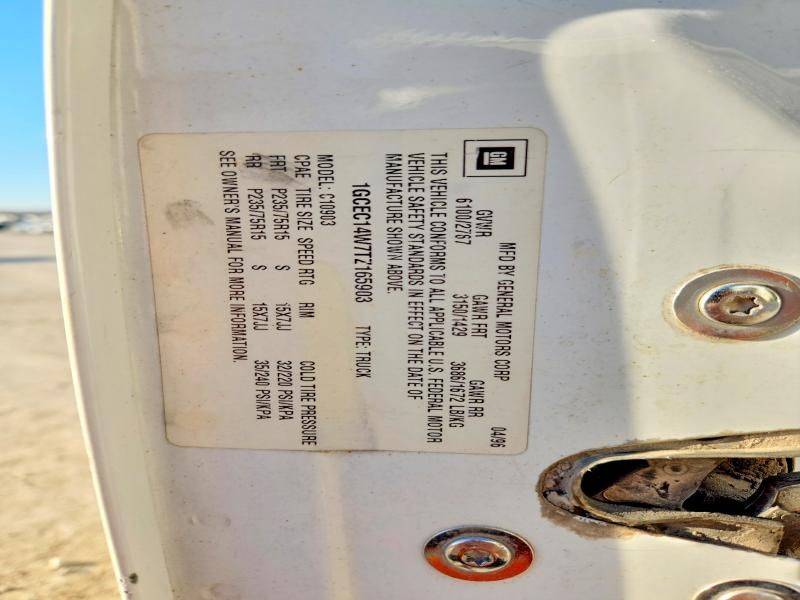 GM
MFD BY GENERAL MOTORS CORP 04/96
GVWR GAWR FRT GAWR RR
6100/2767 3150/1429 3686/1672 LB/KG
THIS VEHICLE CONFORMS TO ALL APPLICABLE U.S. FEDERAL MOTOR
VEHICLE SAFETY STANDARDS IN EFFECT ON THE DATE OF
MANUFACTURE SHOWN ABOVE.
1GCEC14W7TZ165903 TYPE: TRUCK
MODEL: C10903
CPAE TIRE SIZE SPEED RTG RIM COLD TIRE PRESSURE
FRT P235/75R15 S 15X7JJ 32/220 PSI/KPA
RR P235/75R15 S 15X7JJ 35/240 PSI/KPA
SEE OWNER'S MANUAL FOR MORE INFORMATION.